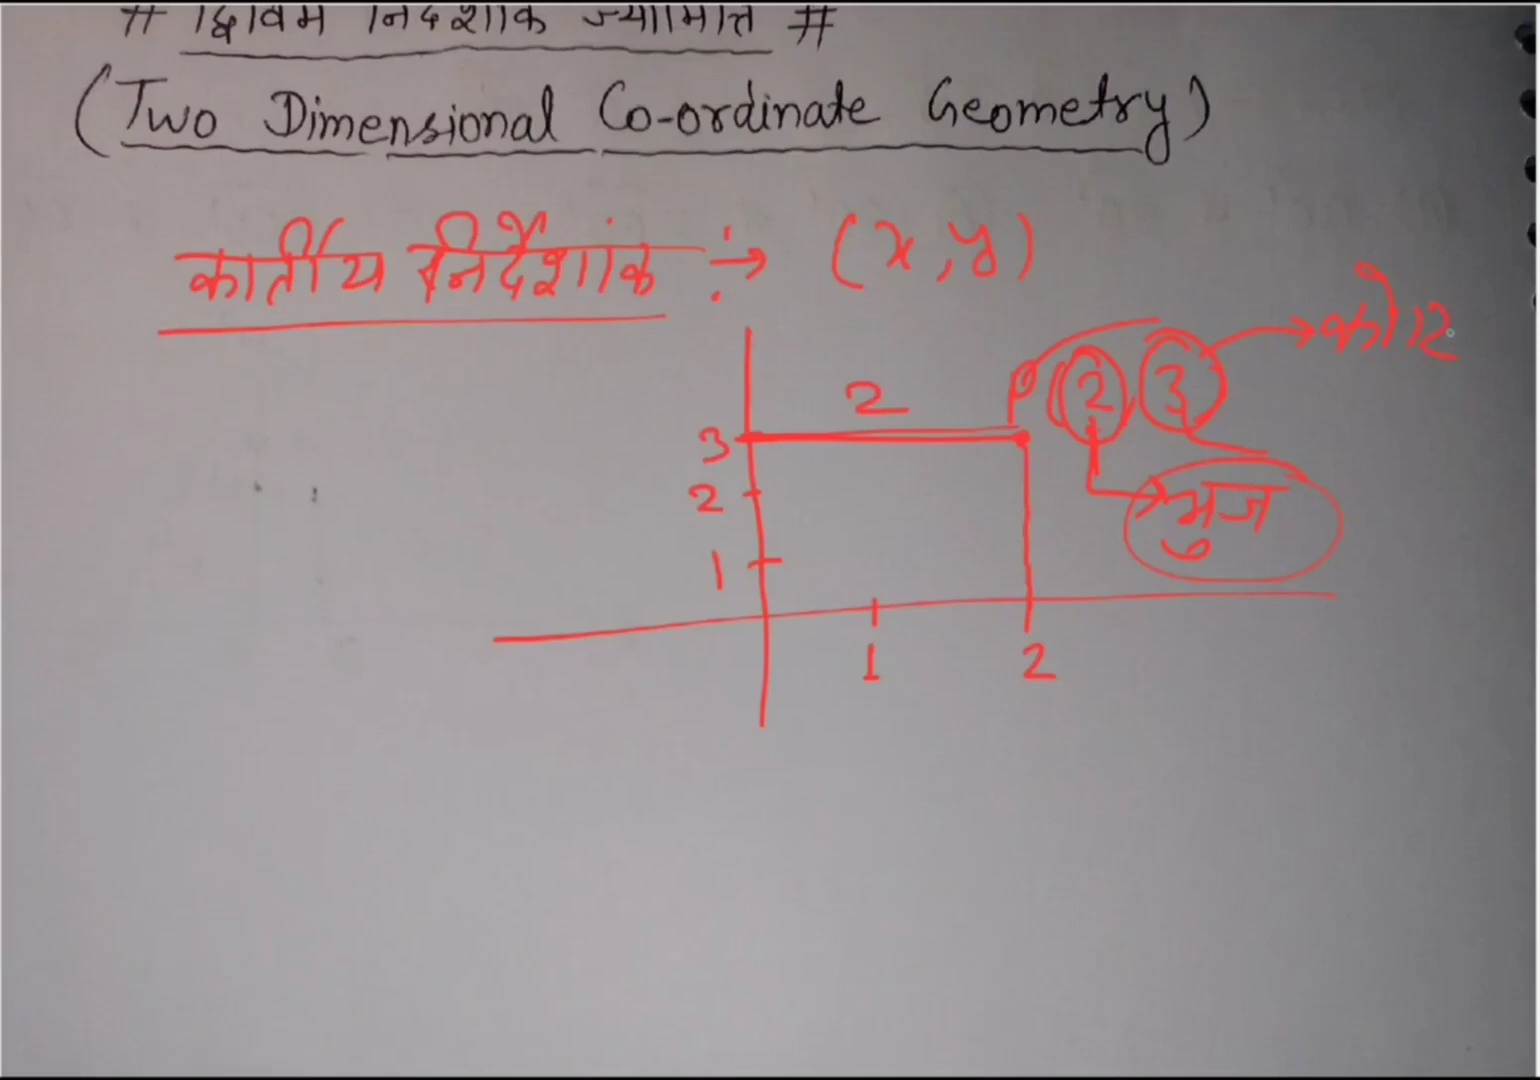 # द्विविम निर्देशांक ज्यामिति #
(Two Dimensional Co-ordinate Geometry)
कार्तीय निर्देशांक :→ (x,y)
P (2, 3) → को
2
3
2
भुज
1
1 2